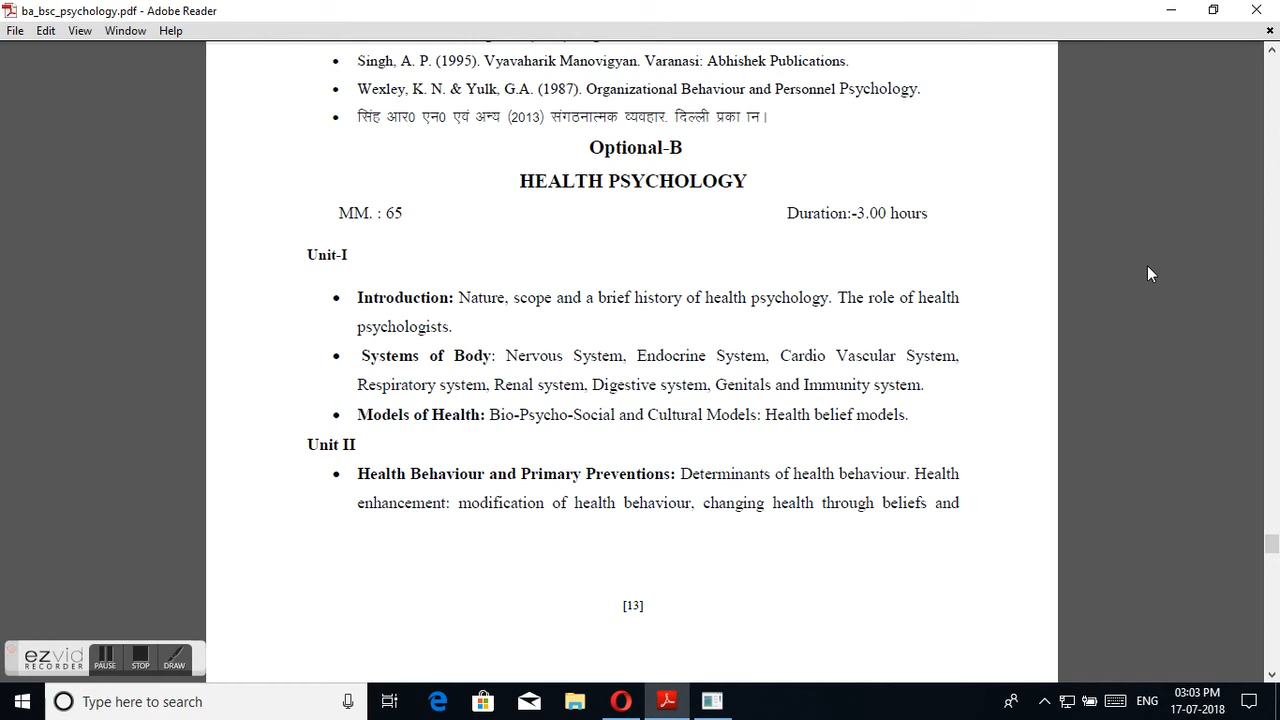 ba_bsc_psychology.pdf - Adobe Reader
File Edit View Window Help
• Singh, A. P. (1995). Vyavaharik Manovigyan. Varanasi: Abhishek Publications.
• Wexley, K. N. & Yulk, G.A. (1987). Organizational Behaviour and Personnel Psychology.
• सिंह आर0 एन0 एवं अन्य (2013) संगठनात्मक व्यवहार. दिल्ली प्रका ान।
Optional-B
HEALTH PSYCHOLOGY
MM. : 65 Duration:-3.00 hours
Unit-I
• Introduction: Nature, scope and a brief history of health psychology. The role of health
psychologists.
• Systems of Body: Nervous System, Endocrine System, Cardio Vascular System,
Respiratory system, Renal system, Digestive system, Genitals and Immunity system.
• Models of Health: Bio-Psycho-Social and Cultural Models: Health belief models.
Unit II
• Health Behaviour and Primary Preventions: Determinants of health behaviour. Health
enhancement: modification of health behaviour, changing health through beliefs and
[13]
ezvid
RECORDER
PAUSE STOP DRAW
Type here to search
ENG
03:03 PM
17-07-2018